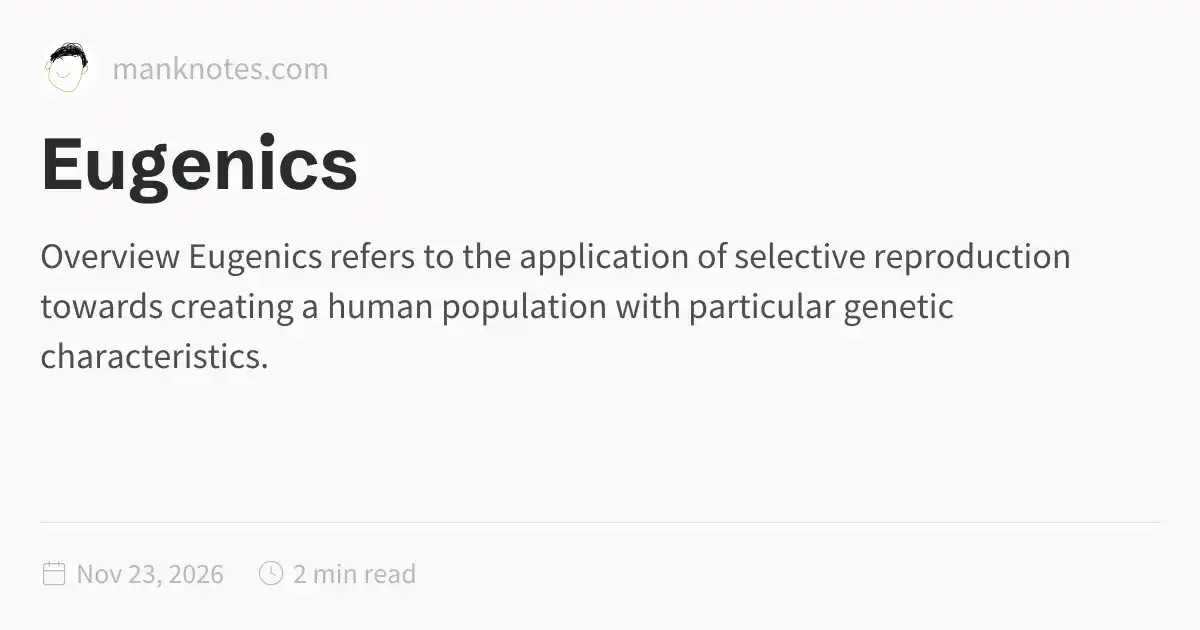 manknotes.com
Eugenics
Overview Eugenics refers to the application of selective reproduction
towards creating a human population with particular genetic
characteristics.
Nov 23, 2026 2 min read